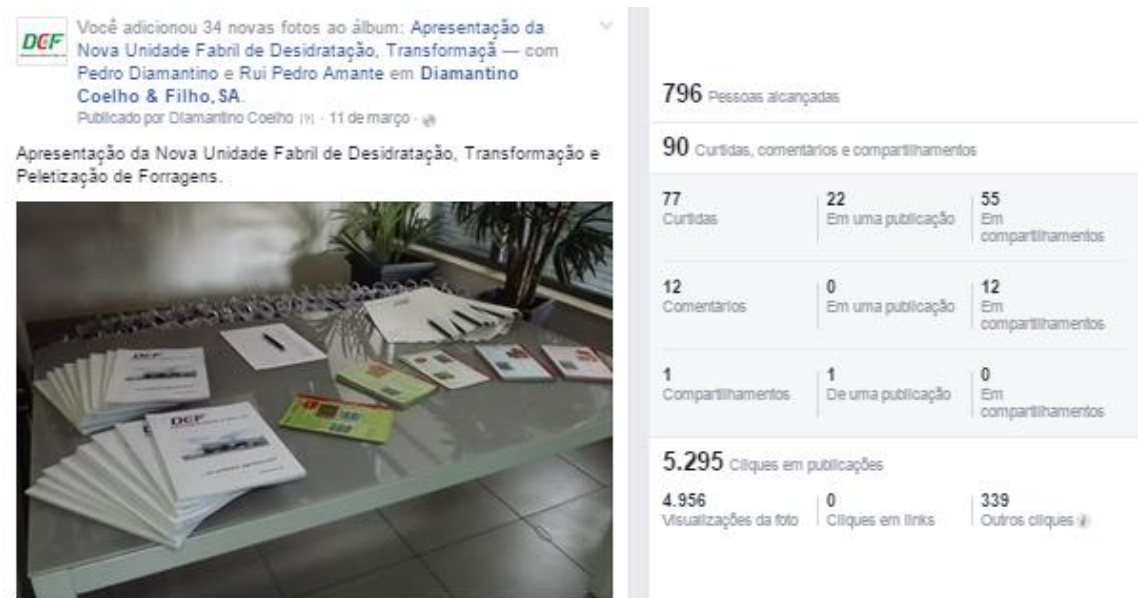 DCF
Você adicionou 34 novas fotos ao álbum: Apresentação da
Nova Unidade Fabril de Desidratação, Transformaçã — com
Pedro Diamantino e Rui Pedro Amante em Diamantino
Coelho & Filho, SA.
Publicado por Diamantino Coelho [?] · 11 de março ·
Apresentação da Nova Unidade Fabril de Desidratação, Transformação e
Peletização de Forragens.
DCF
DCF
796 Pessoas alcançadas
90 Curtidas, comentários e compartilhamentos
77 22 55
Curtidas Em uma publicação Em
compartilhamentos
12 0 12
Comentários Em uma publicação Em
compartilhamentos
1 1 0
Compartilhamentos De uma publicação Em
compartilhamentos
5.295 Cliques em publicações
4.956 0 339
Visualizações da foto Cliques em links Outros cliques